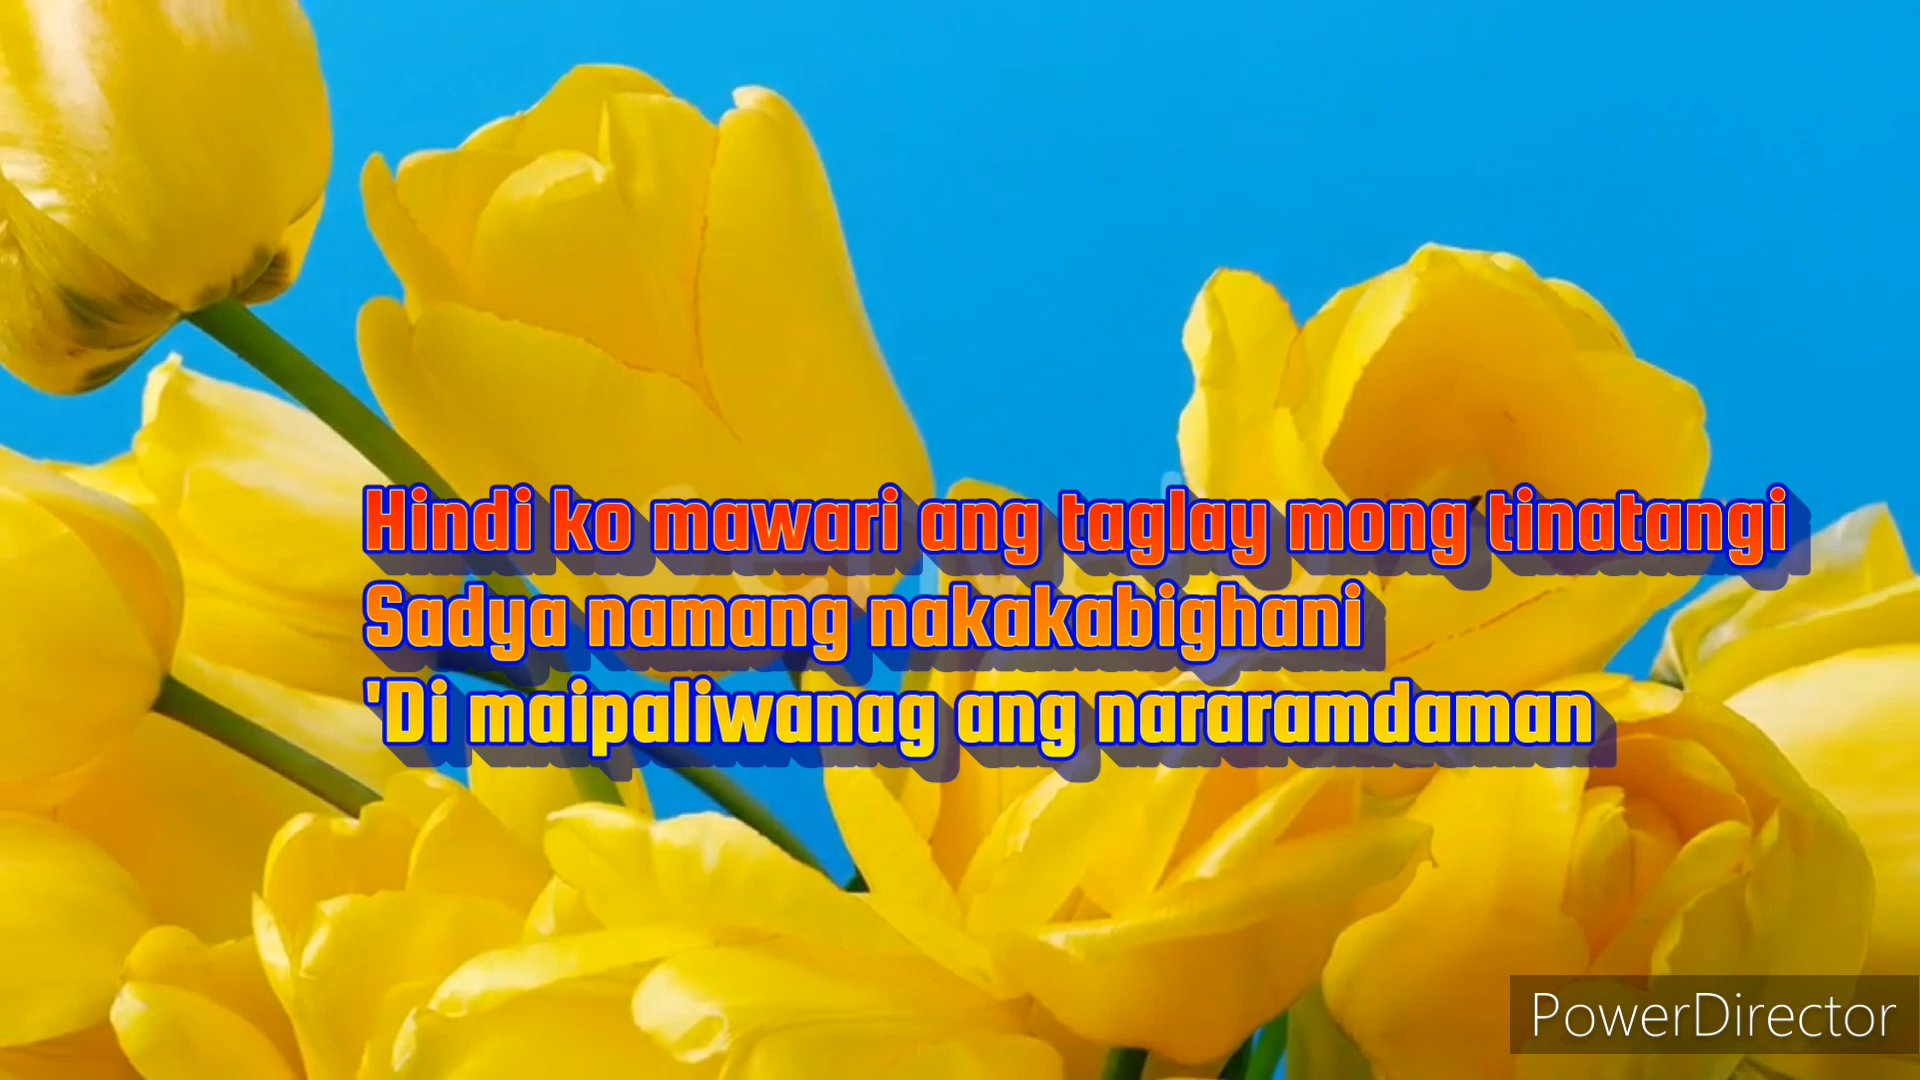 Hindi ko mawari ang taglay mong tinatangi
Sadya namang nakakabighani
'Di maipaliwanag ang nararamdaman
PowerDirector